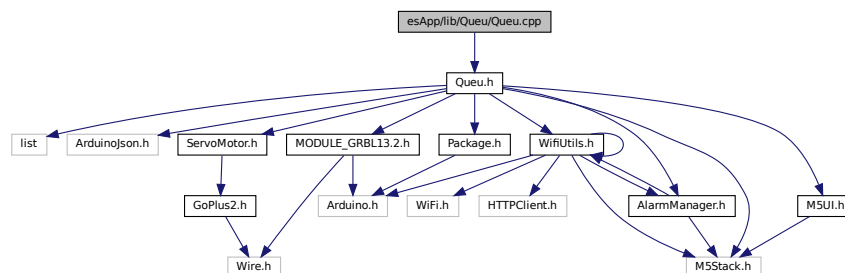 esApp/lib/Queu/Queu.cpp
Queu.h
list
ArduinoJson.h
ServoMotor.h
MODULE_GRBL13.2.h
Package.h
WifiUtils.h
GoPlus2.h
Arduino.h
WiFi.h
HTTPClient.h
AlarmManager.h
M5UI.h
Wire.h
M5Stack.h